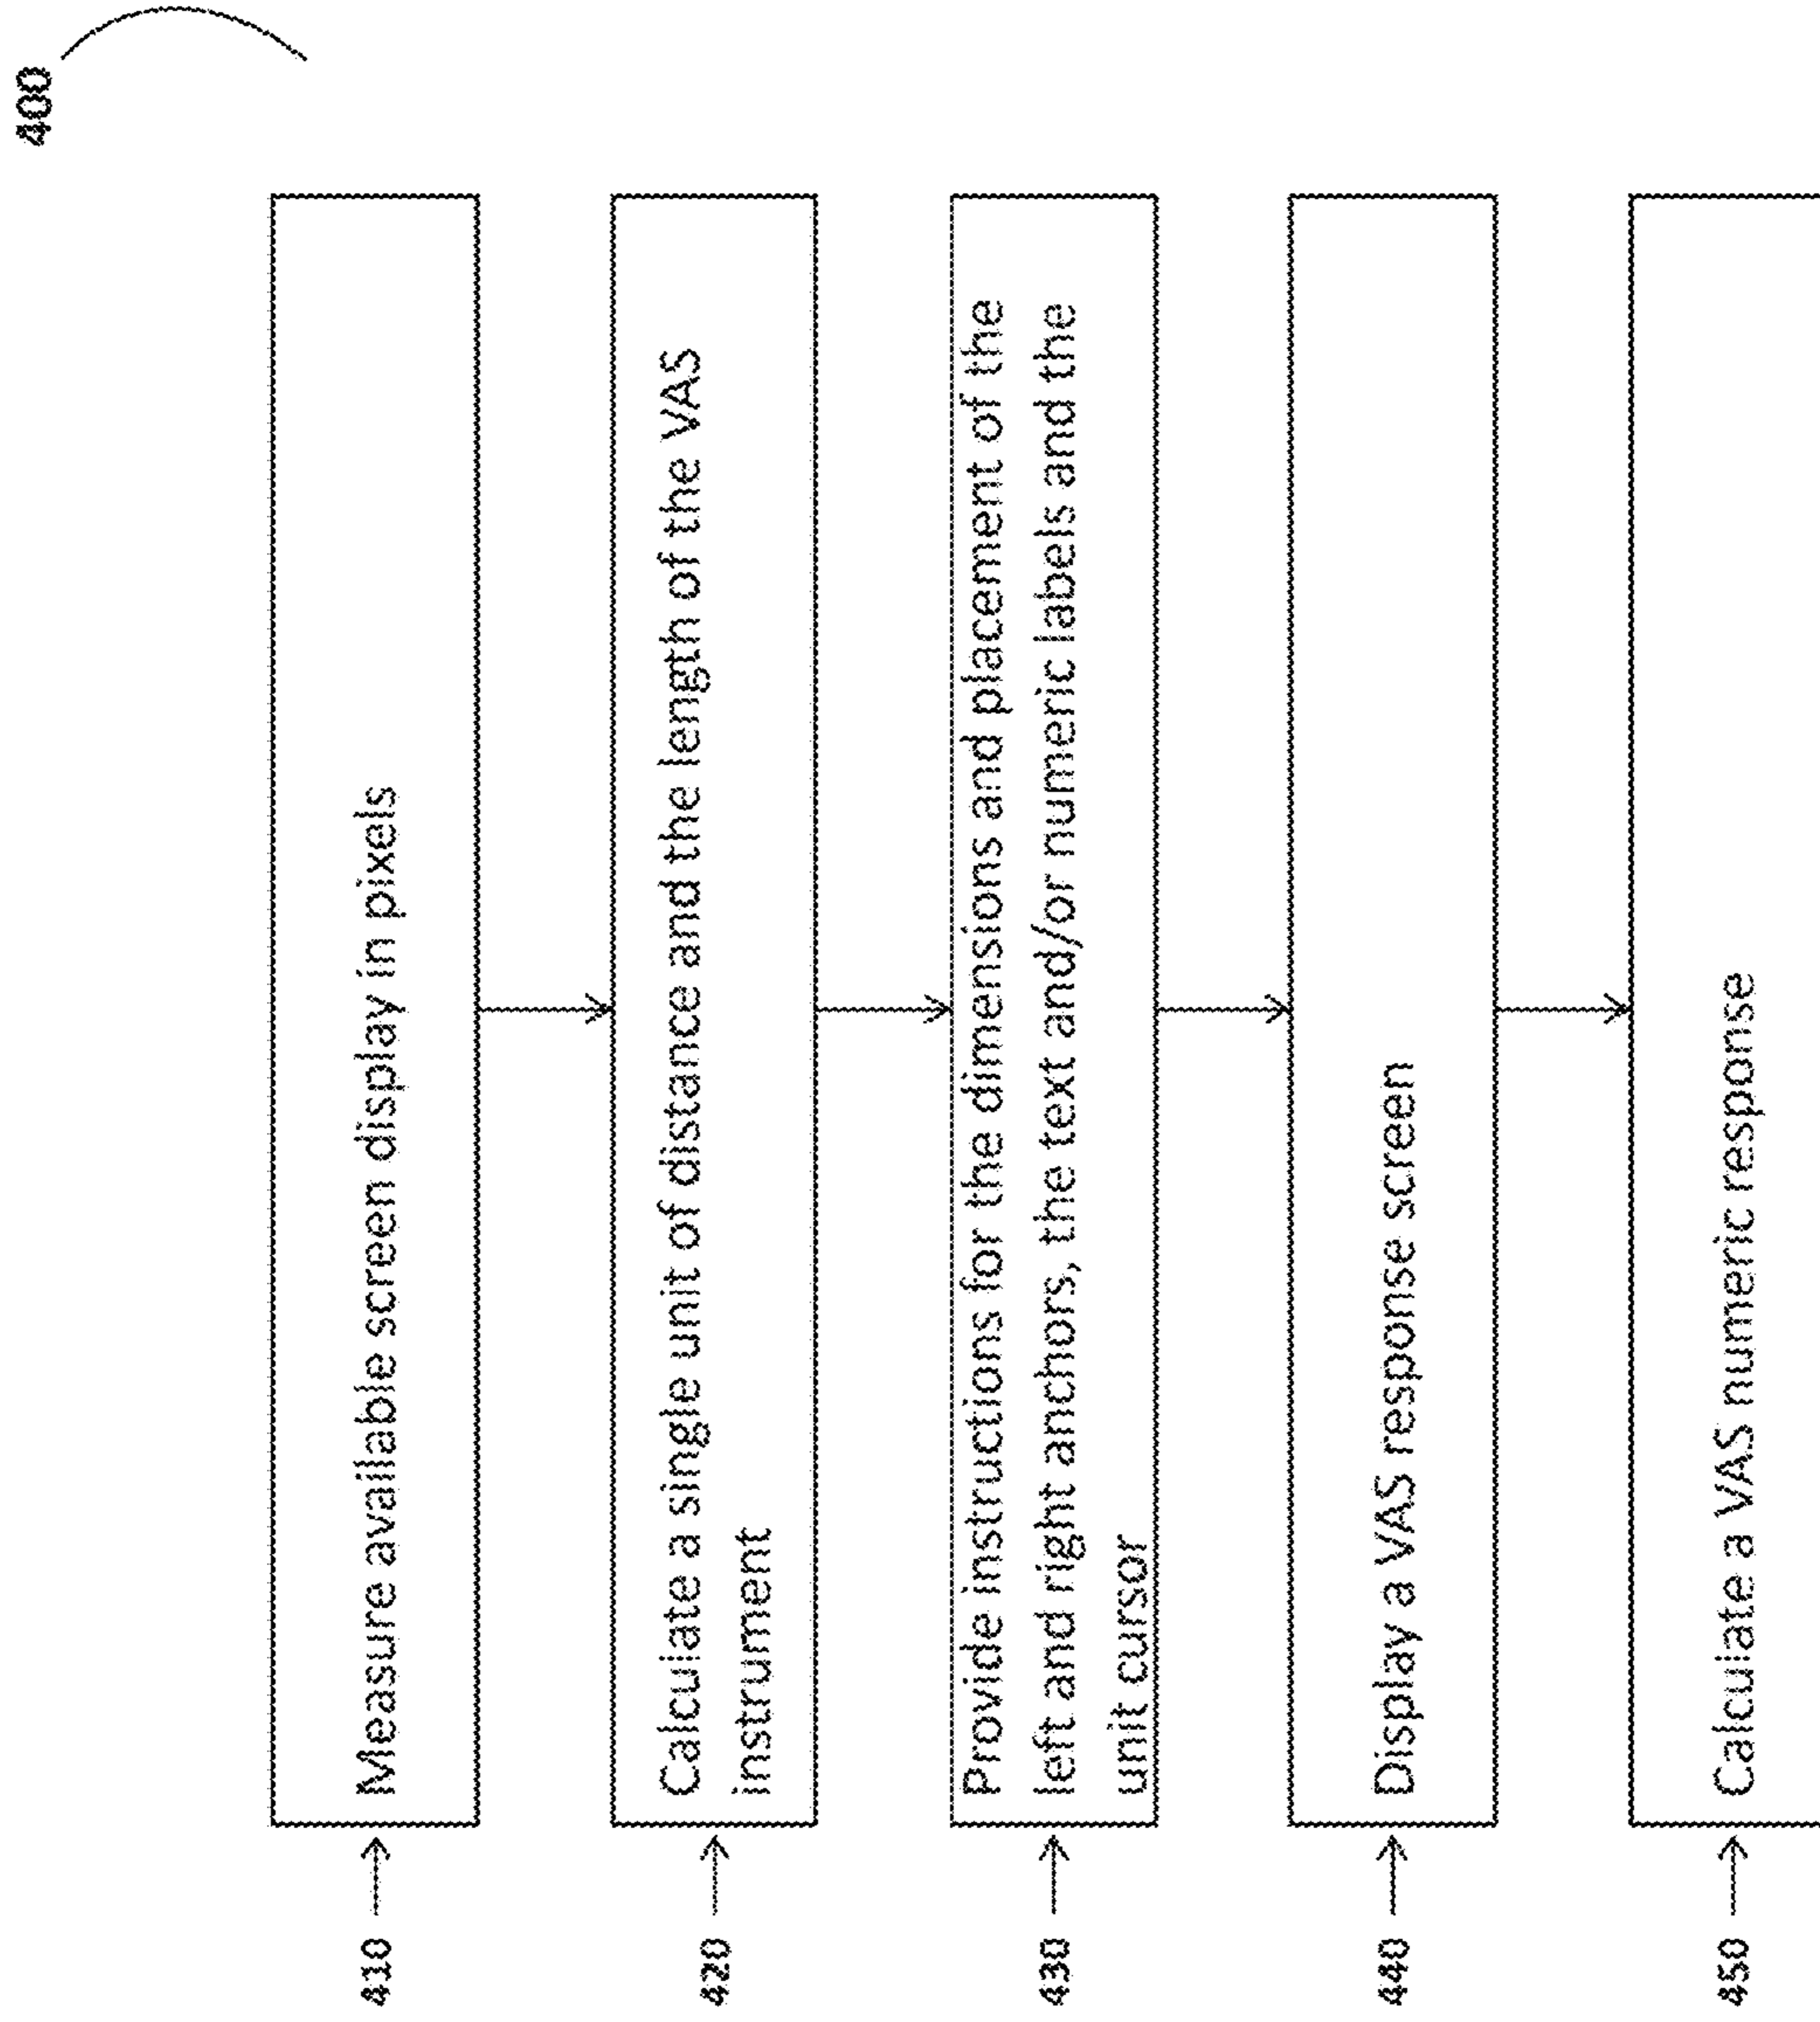 400
410
Measure available screen display in pixels
420
Calculate a single unit of distance and the length of the VAS
instrument
430
Provide instructions for the dimensions and placement of the
left and right anchors, the text and/or numeric labels and the
unit cursor
440
Display a VAS response screen
450
Calculate a VAS numeric response